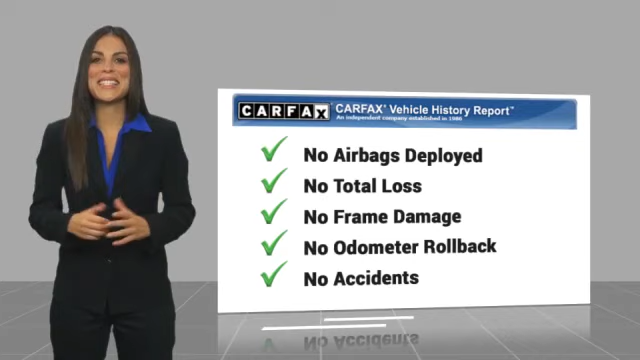 CARFAX CARFAX® Vehicle History Report™
An independent company established in 1986
No Airbags Deployed
No Total Loss
No Frame Damage
No Odometer Rollback
No Accidents